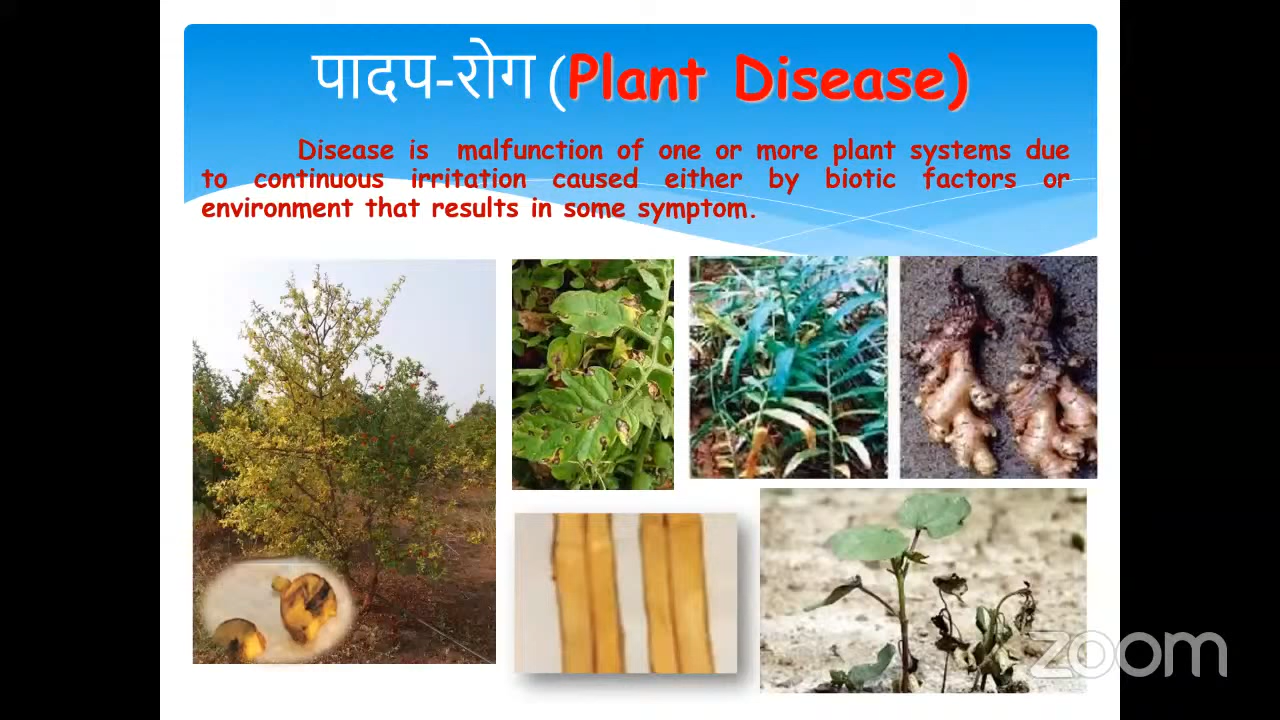 पादप-रोग (Plant Disease)
Disease is malfunction of one or more plant systems due
to continuous irritation caused either by biotic factors or
environment that results in some symptom.
zoom